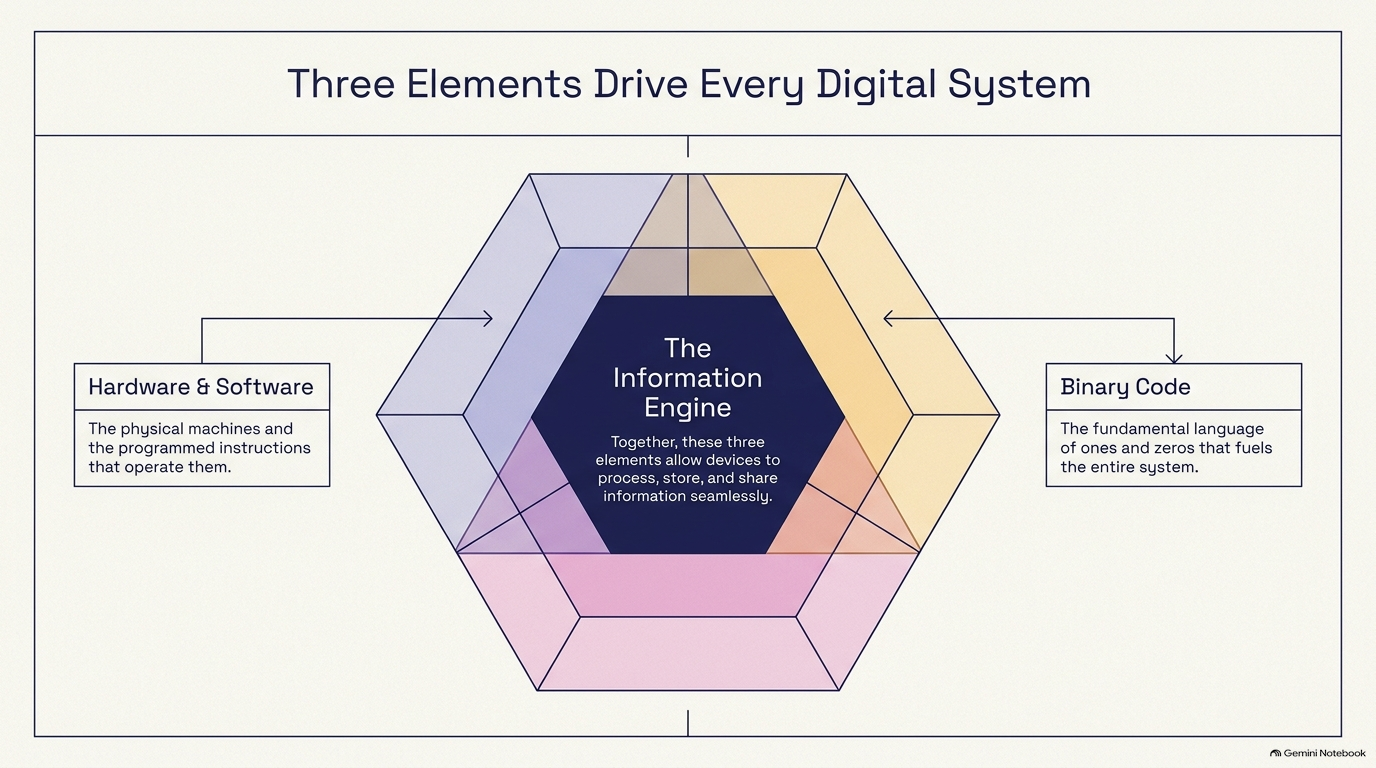 Three Elements Drive Every Digital System
Hardware & Software
The physical machines and
the programmed instructions
that operate them.
The
Information
Engine
Together, these three
elements allow devices to
process, store, and share
information seamlessly.
Binary Code
The fundamental language
of ones and zeros that fuels
the entire system.
Gemini Notebook